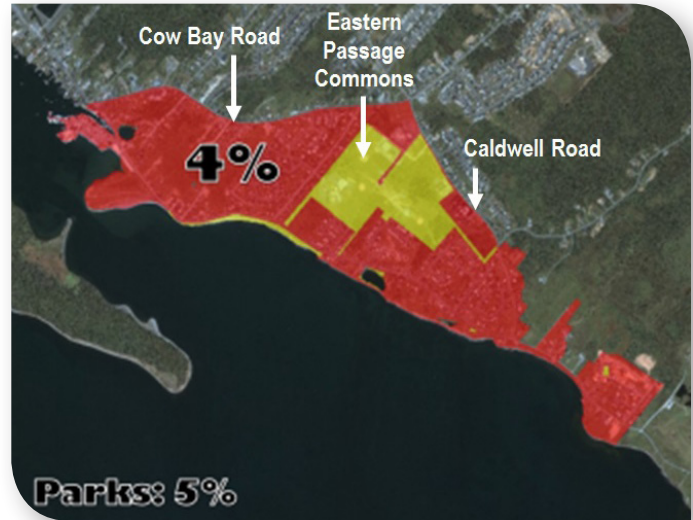 Eastern
Passage
Commons
Cow Bay Road
Caldwell Road
4%
Parks: 5%